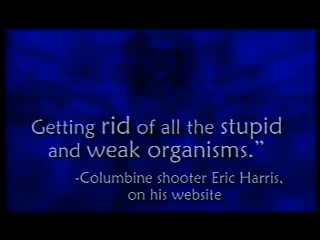 Getting rid of all the stupid
and weak organisms.”
-Columbine shooter Eric Harris,
on his website